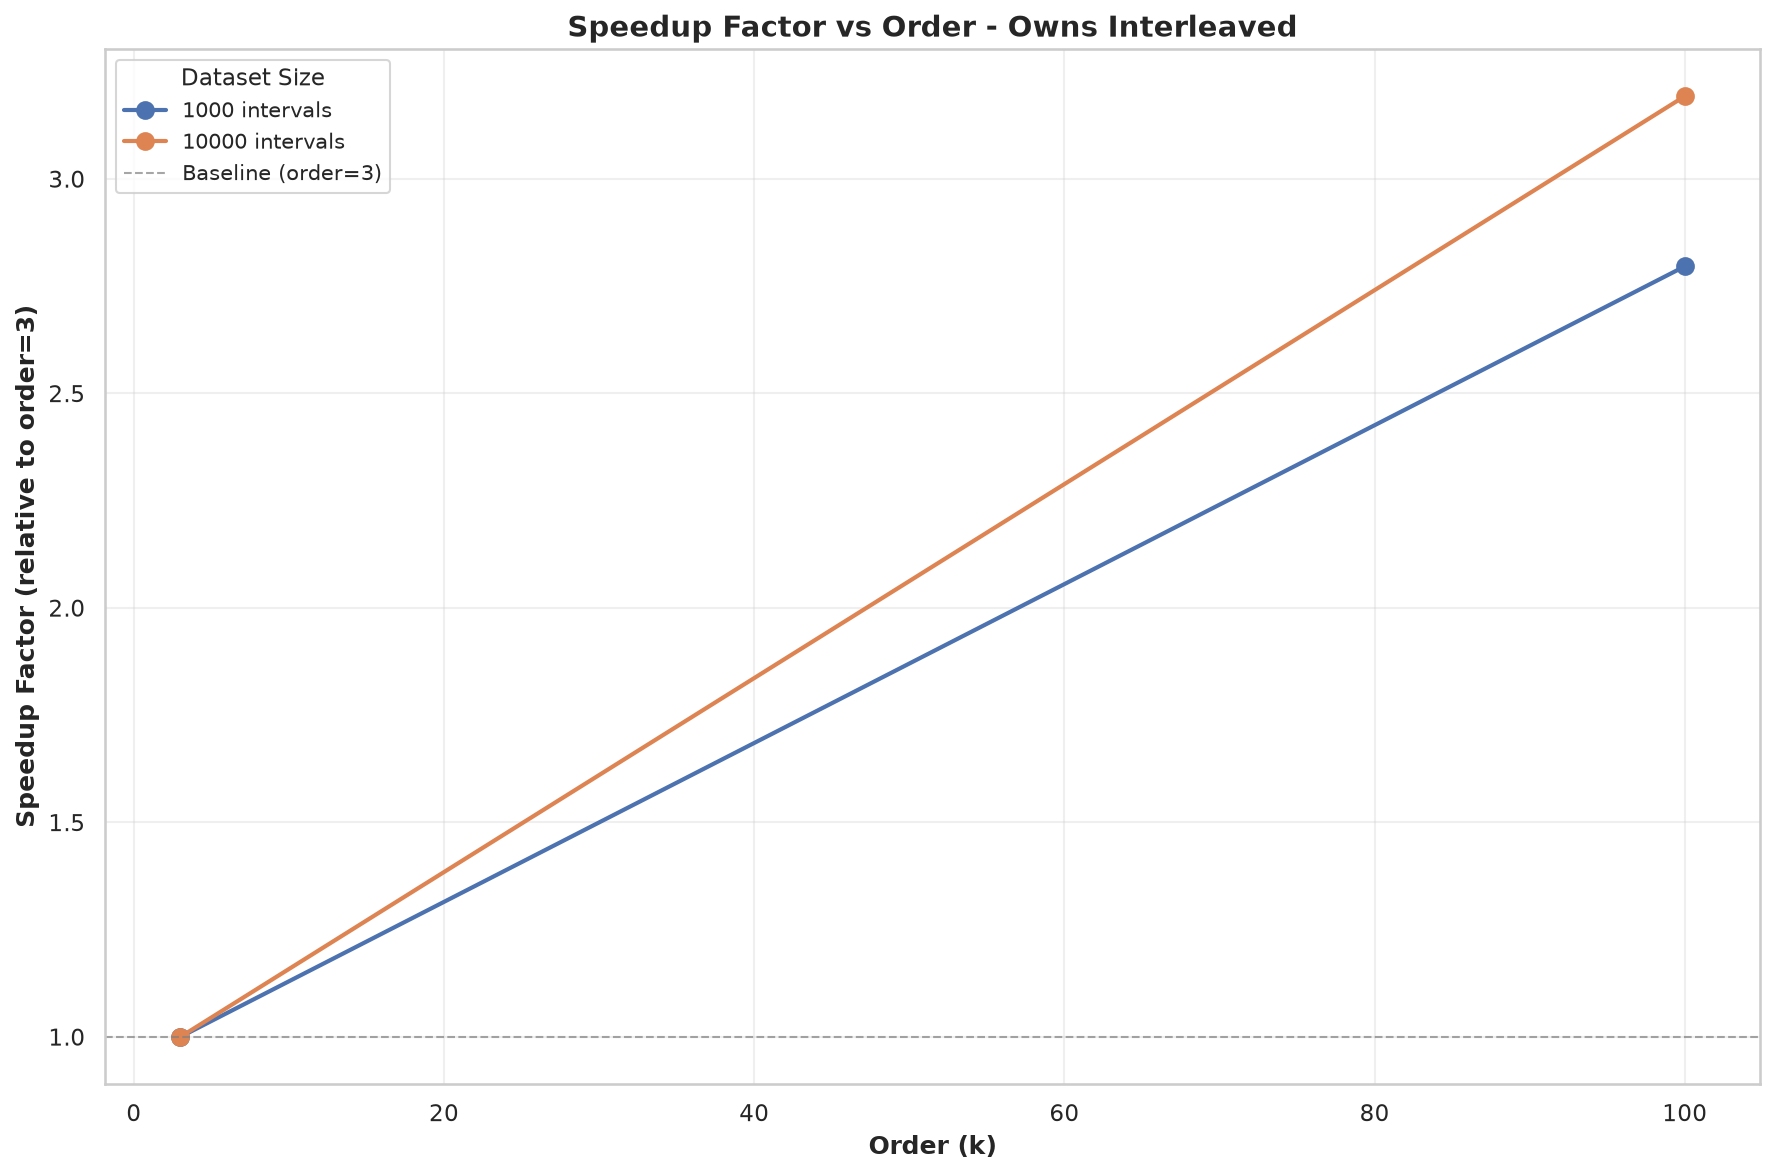 Speedup Factor vs Order - Owns Interleaved
Dataset Size
1000 intervals
10000 intervals
Baseline (order=3)
Speedup Factor (relative to order=3)
3.0
2.5
2.0
1.5
1.0
0
20
40
60
80
100
Order (k)